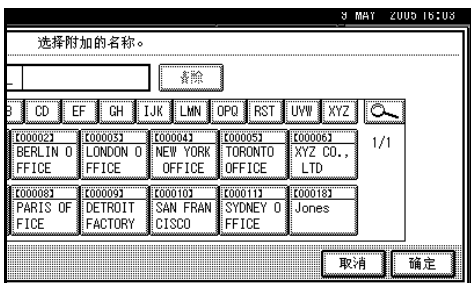 9 MAY 2005 16:03
选择附加的名称。
清除
CD EF GH IJK LMN OPQ RST UVW XYZ
[00002] [00003] [00004] [00005] [00006]
BERLIN O LONDON O NEW YORK TORONTO XYZ CO., 1/1
FFICE FFICE OFFICE OFFICE LTD
[00008] [00009] [00010] [00011] [00018]
PARIS OF DETROIT SAN FRAN SYDNEY O Jones
FICE FACTORY CISCO FFICE
取消 确定